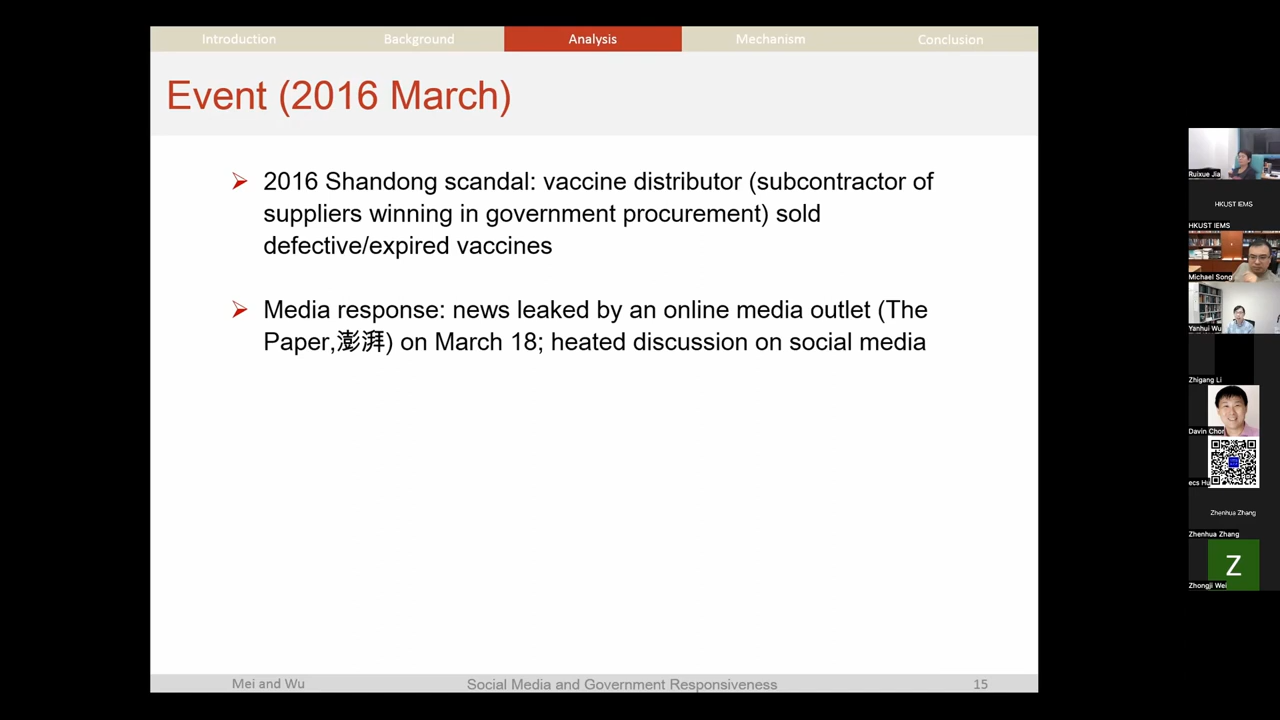 Introduction
Background
Analysis
Mechanism
Conclusion
Event (2016 March)
2016 Shandong scandal: vaccine distributor (subcontractor of
suppliers winning in government procurement) sold
defective/expired vaccines
Media response: news leaked by an online media outlet (The
Paper,澎湃) on March 18; heated discussion on social media
Mei and Wu
Social Media and Government Responsiveness
15
Ruixue Jia
HKUST IEMS
HKUST IEMS
Michael Song
Yanhui Wu
Zhigang Li
Davin Chor
ecs
Zhenhua Zhang
Zhenhua Zhang
Z
Zhongji Wei